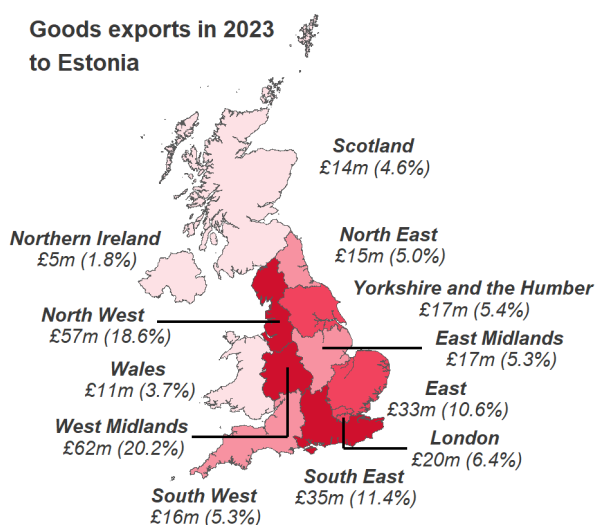 Goods exports in 2023
to Estonia
Scotland
£14m (4.6%)
Northern Ireland
£5m (1.8%)
North East
£15m (5.0%)
Yorkshire and the Humber
£17m (5.4%)
North West
£57m (18.6%)
East Midlands
£17m (5.3%)
Wales
£11m (3.7%)
East
£33m (10.6%)
West Midlands
£62m (20.2%)
London
£20m (6.4%)
South East
£35m (11.4%)
South West
£16m (5.3%)